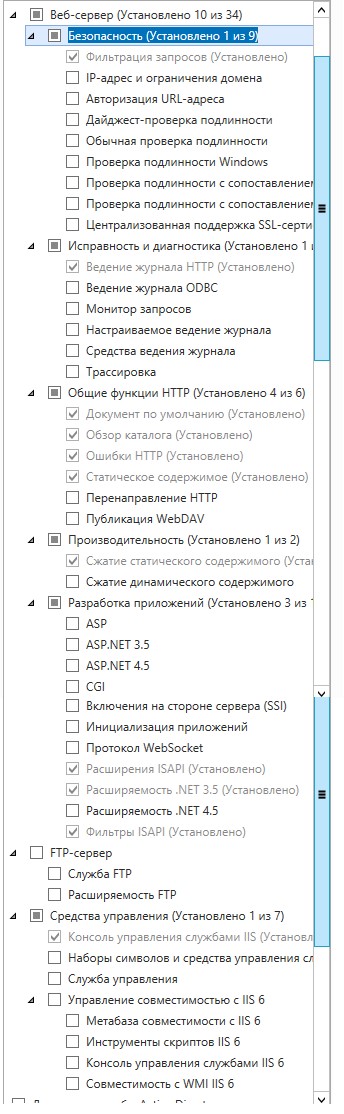 Веб-сервер (Установлено 10 из 34)
Безопасность (Установлено 1 из 9)
Фильтрация запросов (Установлено)
IP-адрес и ограничения домена
Авторизация URL-адреса
Дайджест-проверка подлинности
Обычная проверка подлинности
Проверка подлинности Windows
Проверка подлинности с сопоставление
Проверка подлинности с сопоставление
Централизованная поддержка SSL-серти
Исправность и диагностика (Установлено 1
Ведение журнала HTTP (Установлено)
Ведение журнала ODBC
Монитор запросов
Настраиваемое ведение журнала
Средства ведения журнала
Трассировка
Общие функции HTTP (Установлено 4 из 6)
Документ по умолчанию (Установлено)
Обзор каталога (Установлено)
Ошибки HTTP (Установлено)
Статическое содержимое (Установлено)
Перенаправление HTTP
Публикация WebDAV
Производительность (Установлено 1 из 2)
Сжатие статического содержимого (Уста
Сжатие динамического содержимого
Разработка приложений (Установлено 3 из 1
ASP
ASP.NET 3.5
ASP.NET 4.5
CGI
Включения на стороне сервера (SSI)
Инициализация приложений
Протокол WebSocket
Расширения ISAPI (Установлено)
Расширяемость .NET 3.5 (Установлено)
Расширяемость .NET 4.5
Фильтры ISAPI (Установлено)
FTP-сервер
Служба FTP
Расширяемость FTP
Средства управления (Установлено 1 из 7)
Консоль управления службами IIS (Установл
Наборы символов и средства управления сл
Служба управления
Управление совместимостью с IIS 6
Метабаза совместимости с IIS 6
Инструменты скриптов IIS 6
Консоль управления службами IIS 6
Совместимость с WMI IIS 6